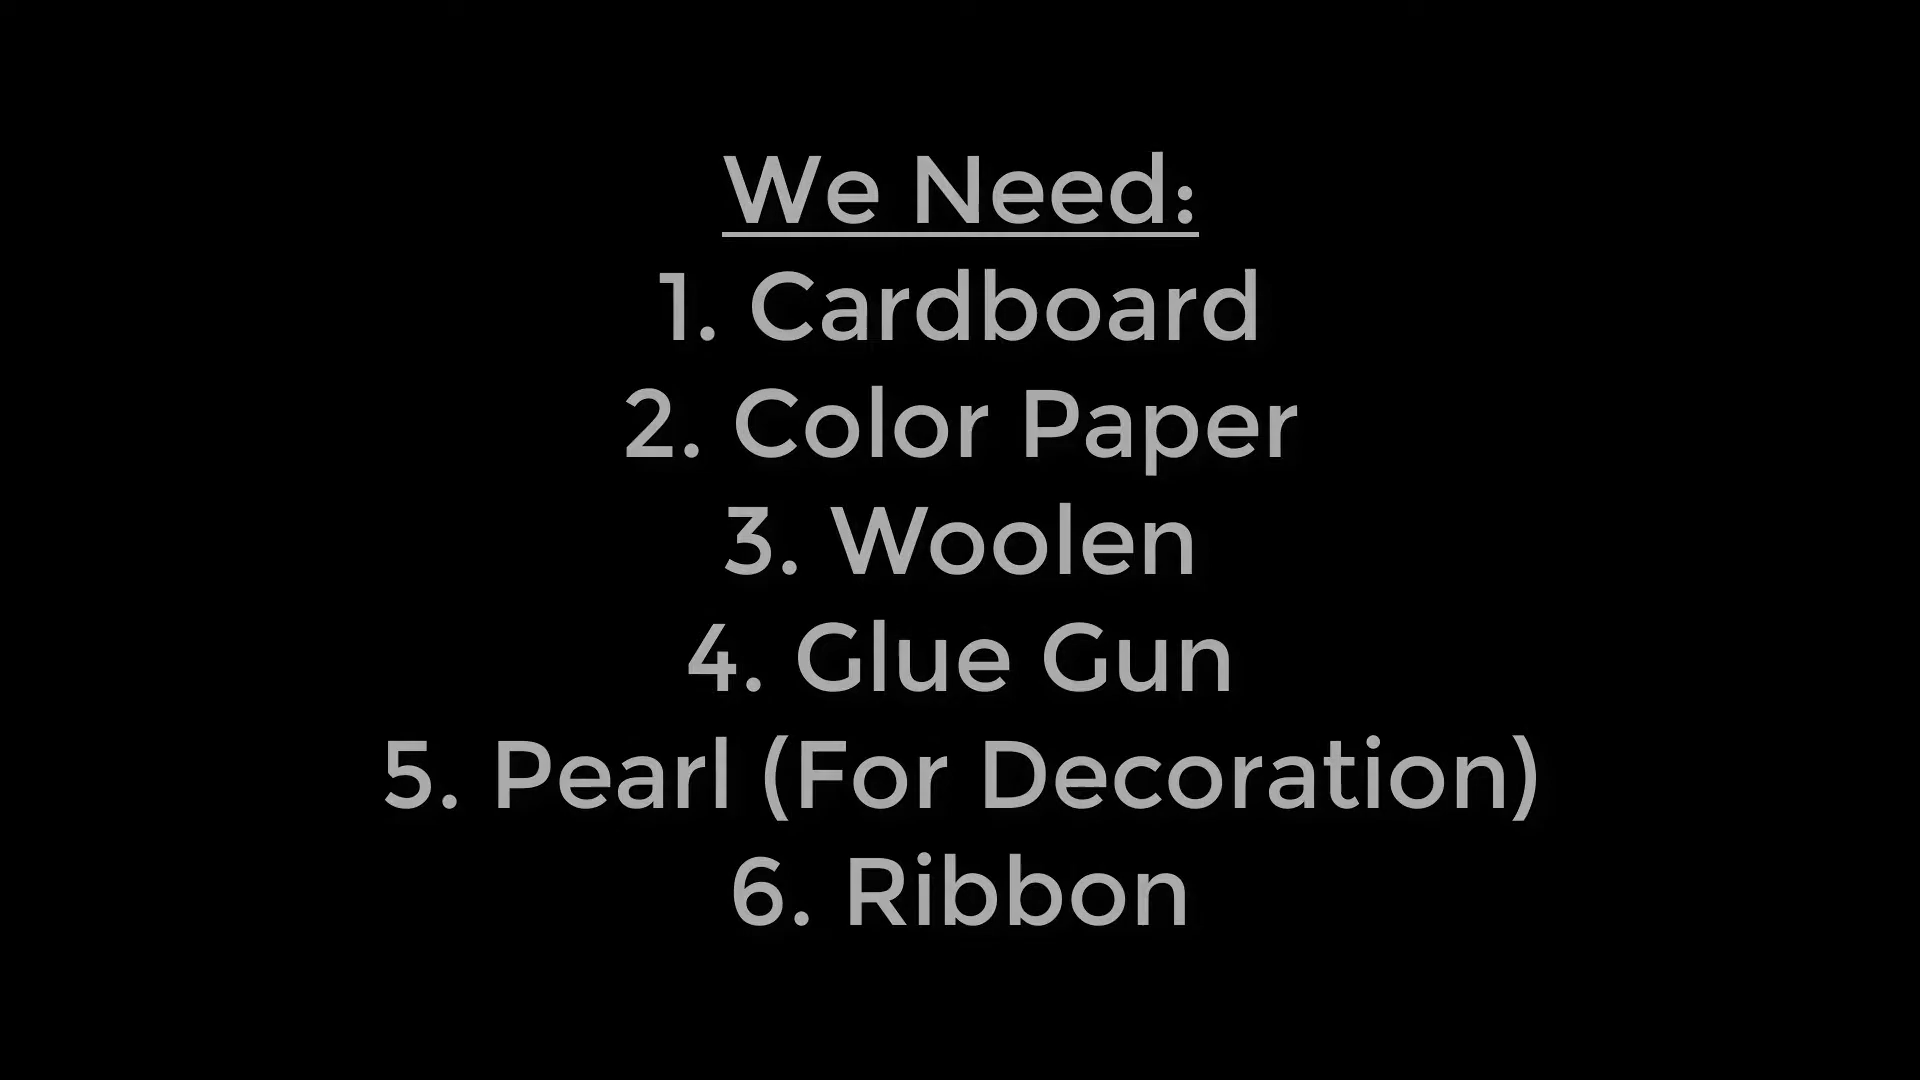 We Need:
1. Cardboard
2. Color Paper
3. Woolen
4. Glue Gun
5. Pearl (For Decoration)
6. Ribbon